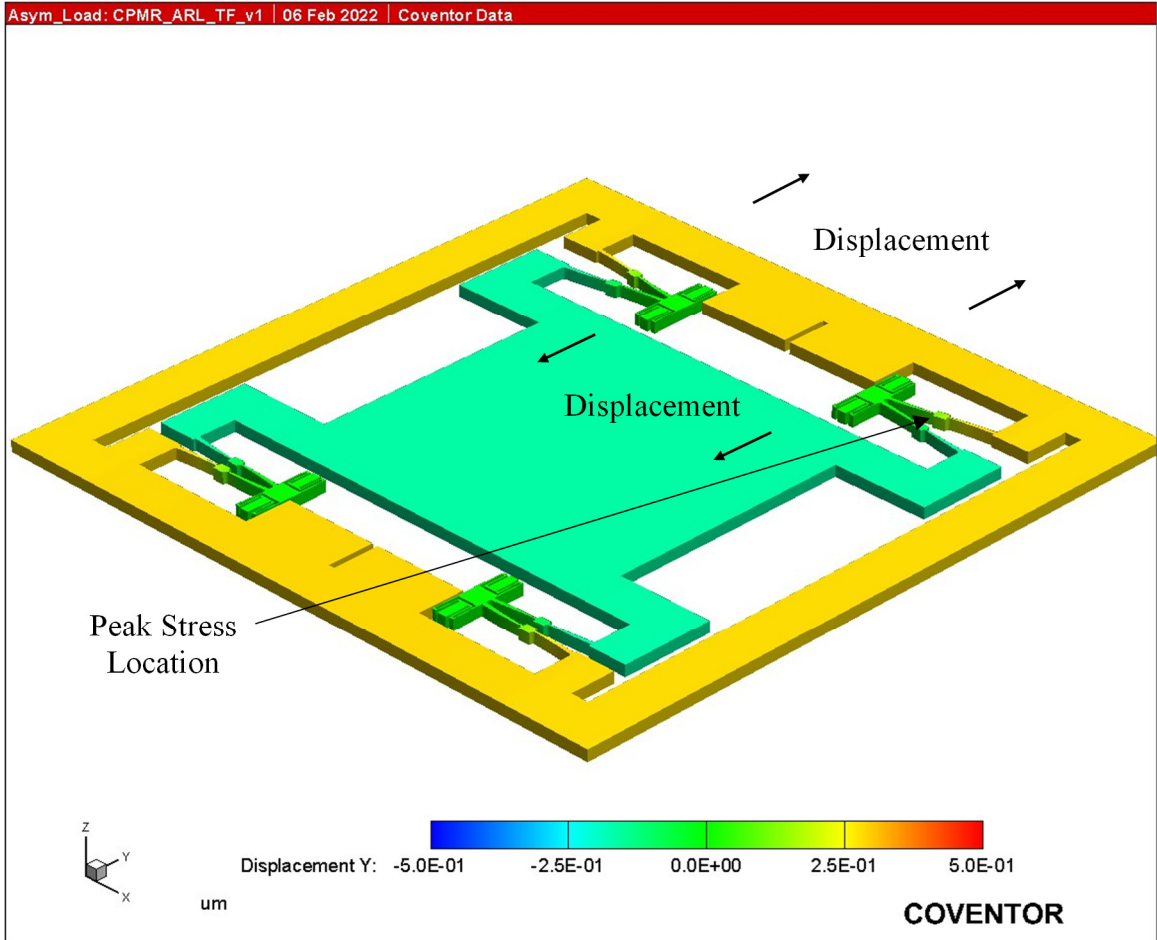 Asym_Load: CPMR_ARL_TF_v1 | 06 Feb 2022 | Coventor Data
Displacement
Displacement
Peak Stress
Location
Z
Y
X
Displacement Y: -5.0E-01 -2.5E-01 0.0E+00 2.5E-01 5.0E-01
um
COVENTOR